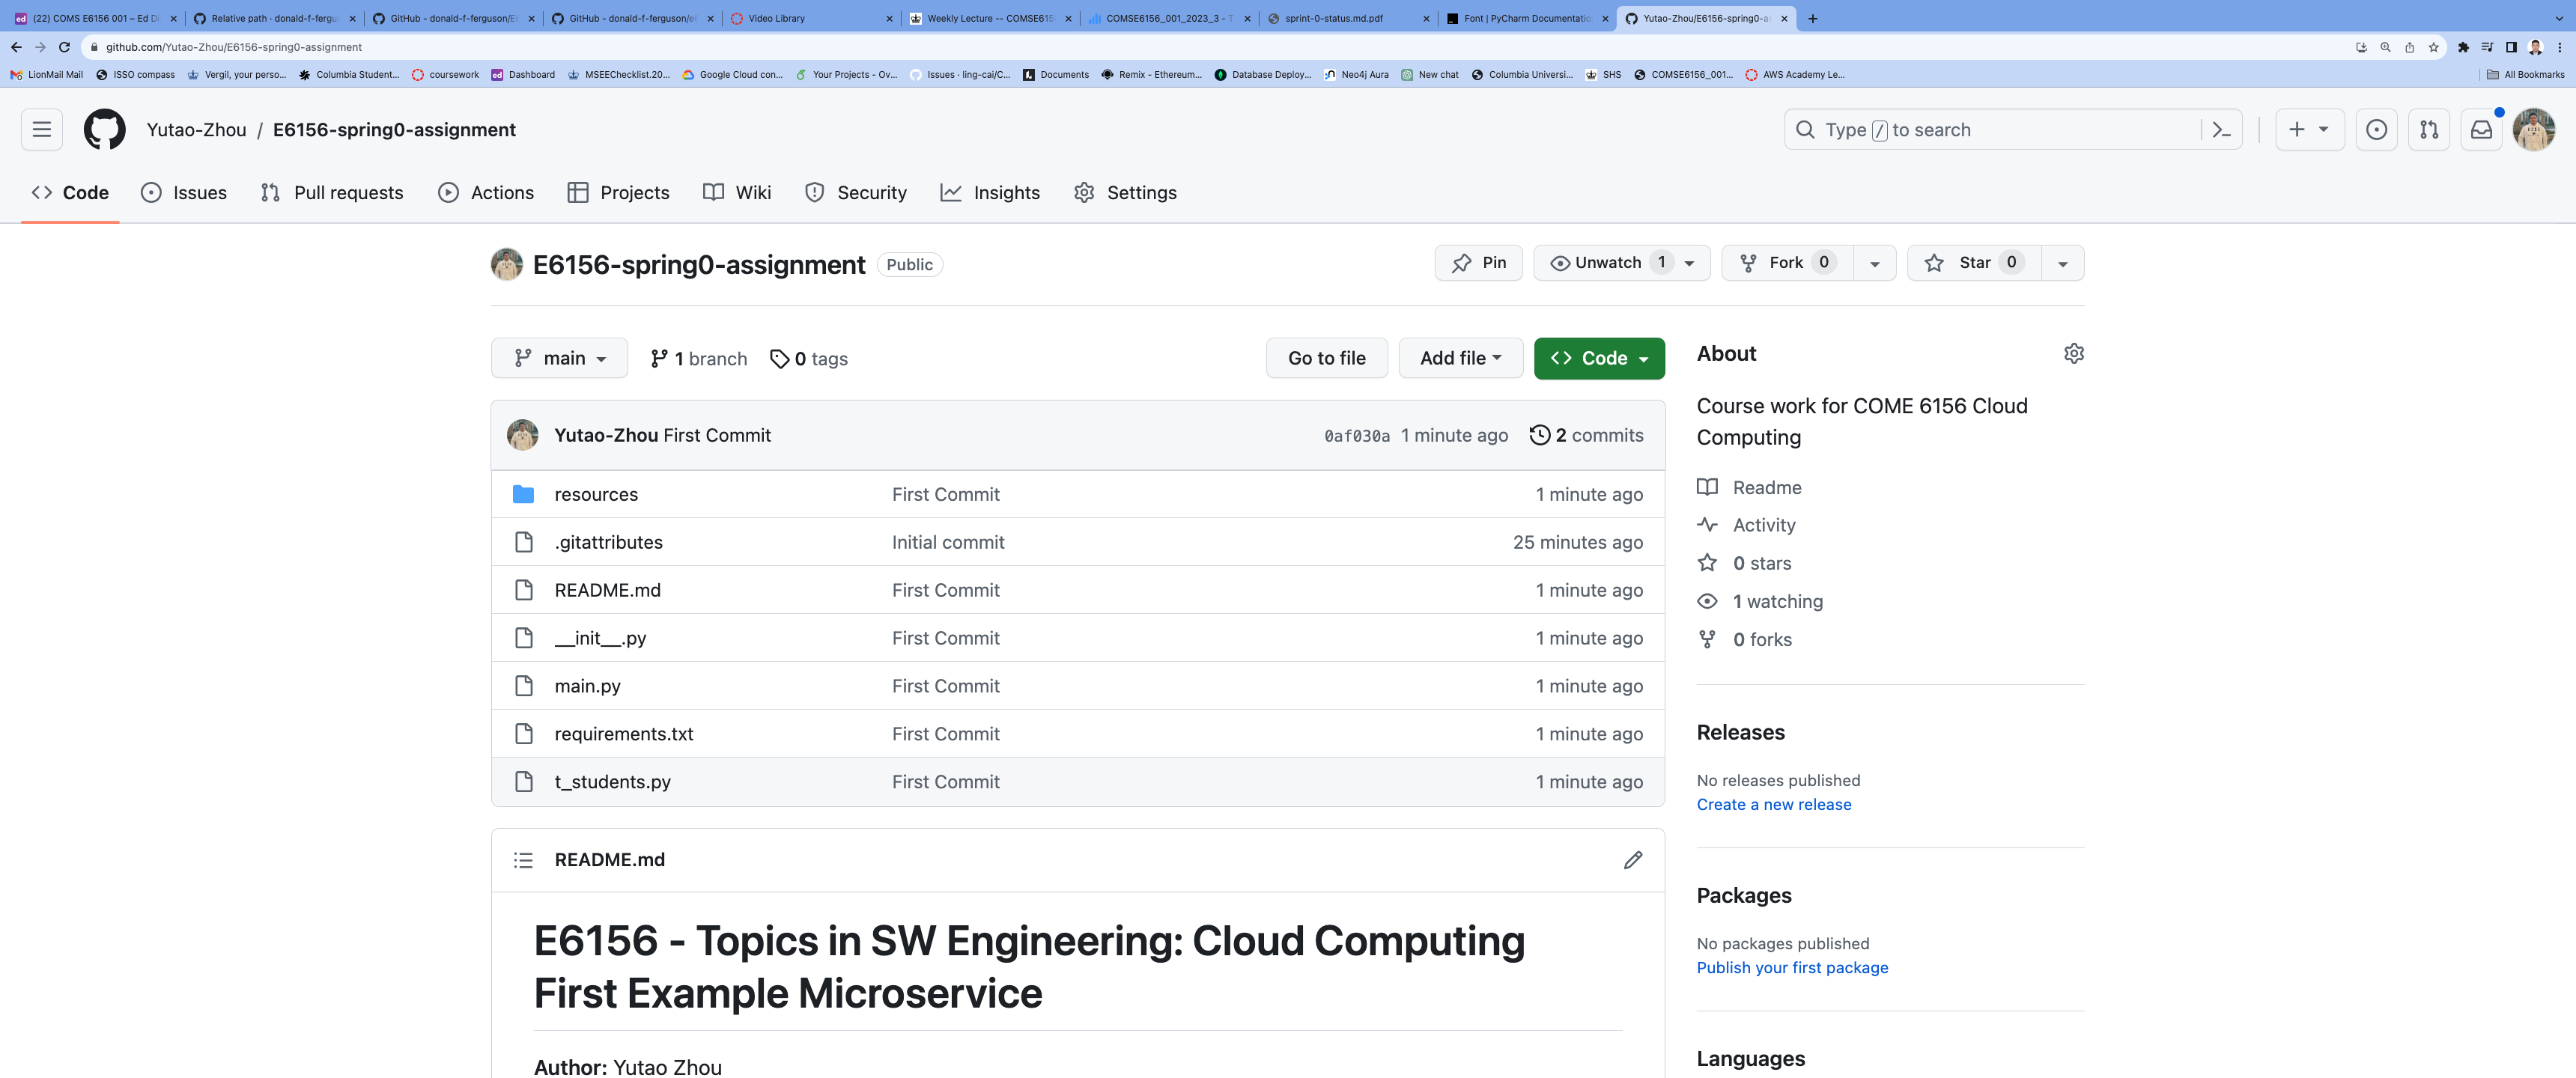 (22) COMS E6156 001 – Ed Di
Relative path · donald-f-fergu
GitHub - donald-f-ferguson/E
GitHub - donald-f-ferguson/e
Video Library
Weekly Lecture -- COMSE615
COMSE6156_001_2023_3 - T
sprint-0-status.md.pdf
Font | PyCharm Documentatio
Yutao-Zhou/E6156-spring0-as
github.com/Yutao-Zhou/E6156-spring0-assignment
LionMail Mail
ISSO compass
Vergil, your perso...
Columbia Student...
coursework
Dashboard
MSEEChecklist.20...
Google Cloud con...
Your Projects - Ov...
Issues · ling-cai/C...
Documents
Remix - Ethereum...
Database Deploy...
Neo4j Aura
New chat
Columbia Universi...
SHS
COMSE6156_001...
AWS Academy Le...
All Bookmarks
Yutao-Zhou / E6156-spring0-assignment
Type / to search
Code
Issues
Pull requests
Actions
Projects
Wiki
Security
Insights
Settings
E6156-spring0-assignment Public
Pin
Unwatch 1
Fork 0
Star 0
main
1 branch
0 tags
Go to file
Add file
Code
Yutao-Zhou First Commit 0af030a 1 minute ago 2 commits
resources First Commit 1 minute ago
.gitattributes Initial commit 25 minutes ago
README.md First Commit 1 minute ago
__init__.py First Commit 1 minute ago
main.py First Commit 1 minute ago
requirements.txt First Commit 1 minute ago
t_students.py First Commit 1 minute ago
README.md
E6156 - Topics in SW Engineering: Cloud Computing
First Example Microservice
Author: Yutao Zhou
About
Course work for COME 6156 Cloud
Computing
Readme
Activity
0 stars
1 watching
0 forks
Releases
No releases published
Create a new release
Packages
No packages published
Publish your first package
Languages